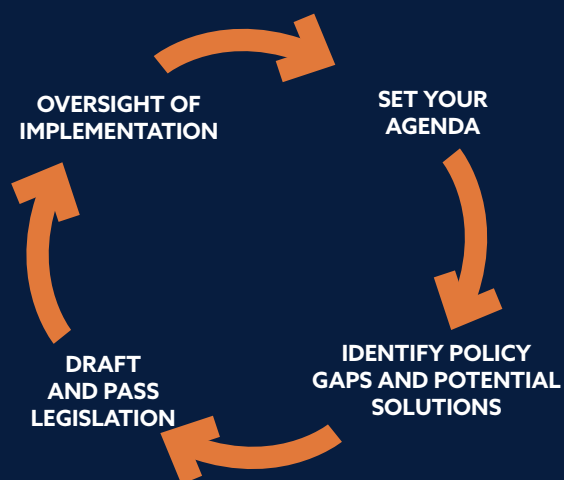 OVERSIGHT OF
IMPLEMENTATION
SET YOUR
AGENDA
IDENTIFY POLICY
GAPS AND POTENTIAL
SOLUTIONS
DRAFT
AND PASS
LEGISLATION